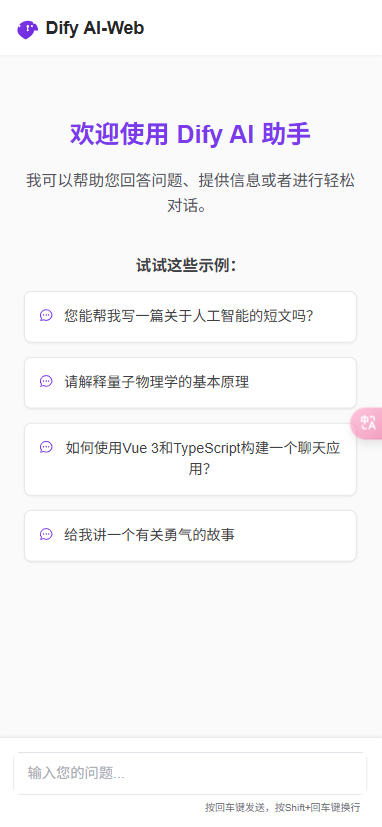 Dify AI-Web
欢迎使用 Dify AI 助手
我可以帮助您回答问题、提供信息或者进行轻松
对话。
试试这些示例：
您能帮我写一篇关于人工智能的短文吗？
请解释量子物理学的基本原理
如何使用Vue 3和TypeScript构建一个聊天应
用？
给我讲一个有关勇气的故事
中
A
输入您的问题...
按回车键发送，按Shift+回车键换行